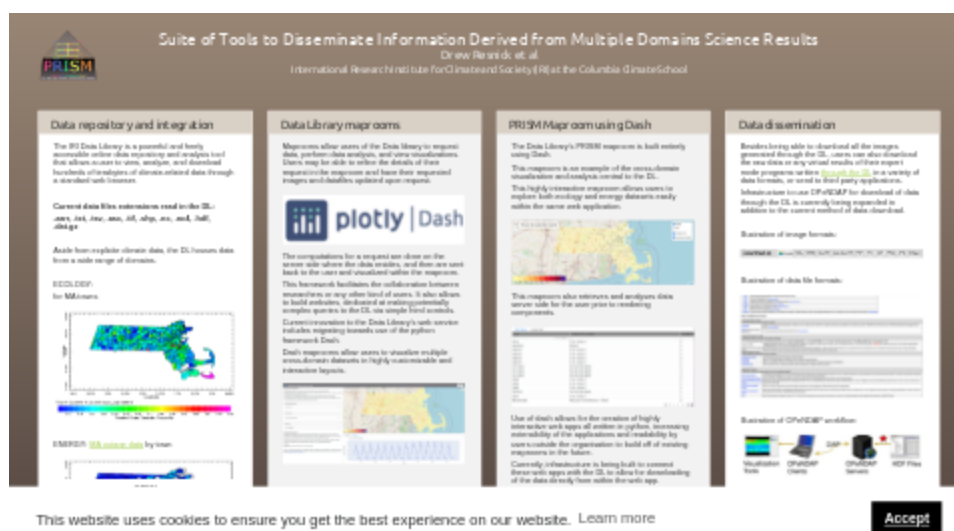 PRISM
Suite of Tools to Disseminate Information Derived from Multiple Domains Science Results
Drew Resnick et al
International Research Institute for Climate and Society (IRI) at the Columbia Climate School
Data repository and integration
The IRI Data Library is a powerful and freely
accessible online data repository and analysis tool
that allows a user to view, analyze, and download
hundreds of terabytes of climate-related data through
a standard web browser.
Current data files extensions read in the DL:
Aside from explicit climate data, the DL houses data
from a wide range of domains.
ECOLOGY:
for MA
ENERGY: MA by town
Data Library maprooms
Maprooms allow users of the Data Library to request
data, perform data analysis, and view visualizations.
Users may be able to refine the details of their
request in the maproom and have their requested
images and datafiles updated upon request.
plotly | Dash
The computations for a request are done on the
server side where the data resides, and then are sent
back to the user and visualized within the maproom.
This framework facilitates the collaboration between
researchers or any other kind of users. It also allows
to build websites, dedicated at making potentially
complex queries to the DL via simple html controls.
Current innovation to the Data Library's web service
includes migrating towards use of the python
framework Dash.
Dash maprooms allow users to visualize multiple
cross-domain datasets in highly customizable and
interactive layouts.
PRISM Maproom using Dash
The Data Library's PRISM maproom is built entirely
using Dash.
This maproom is an example of the cross-domain
visualization and analysis central to the DL.
This highly interactive maproom allows users to
explore both ecology and energy datasets easily
within the same web application.
This maproom also retrieves and analyzes data
server side for the user prior to rendering
components.
Use of dash allows for the creation of highly
interactive web apps all written in python, increasing
extensibility of the applications and readability by
users outside the organization to build off of existing
maprooms in the future.
Currently, infrastructure is being built to connect
these web apps with the DL to allow for downloading
of the data directly from within the web app.
Data dissemination
Besides being able to download all the images
generated through the DL, users can also download
the raw data or any virtual results of their expert
mode programs written through the DL in a variety of
data formats, or send to third party applications.
Infrastructure to use OPeNDAP for download of data
through the DL is currently being expanded in
addition to the current method of data download.
Illustration of image formats:
Illustration of data file formats:
Illustration of OPeNDAP workflow:
DAP
Visualization Tools
OPeNDAP Clients
OPeNDAP Servers
HDF Files
This website uses cookies to ensure you get the best experience on our website. Learn more
Accept